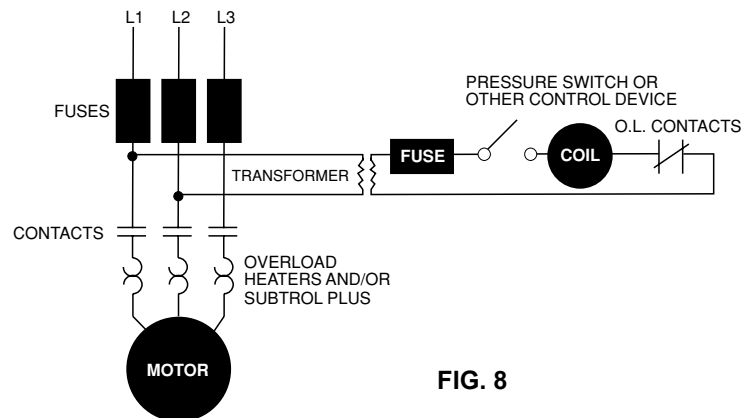 L1 L2 L3
FUSES
PRESSURE SWITCH OR
OTHER CONTROL DEVICE
O.L. CONTACTS
FUSE
COIL
TRANSFORMER
CONTACTS
OVERLOAD
HEATERS AND/OR
SUBTROL PLUS
MOTOR
FIG. 8